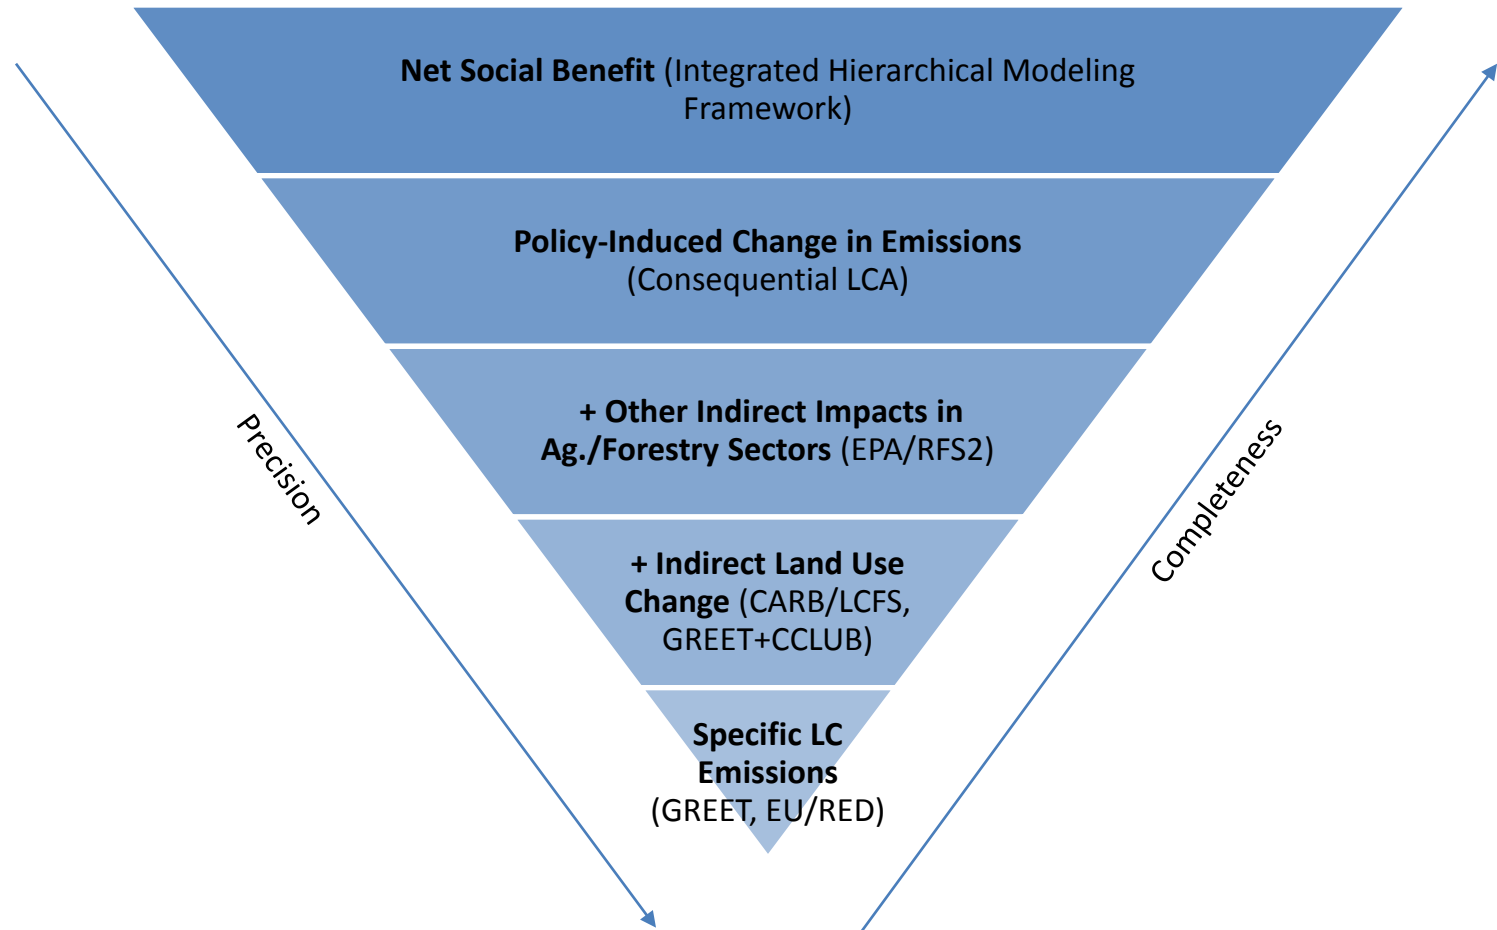 Net Social Benefit (Integrated Hierarchical Modeling
Framework)
Policy-Induced Change in Emissions
(Consequential LCA)
+ Other Indirect Impacts in
Ag./Forestry Sectors (EPA/RFS2)
Precision
Completeness
+ Indirect Land Use
Change (CARB/LCFS,
GREET+CCLUB)
Specific LC
Emissions
(GREET, EU/RED)